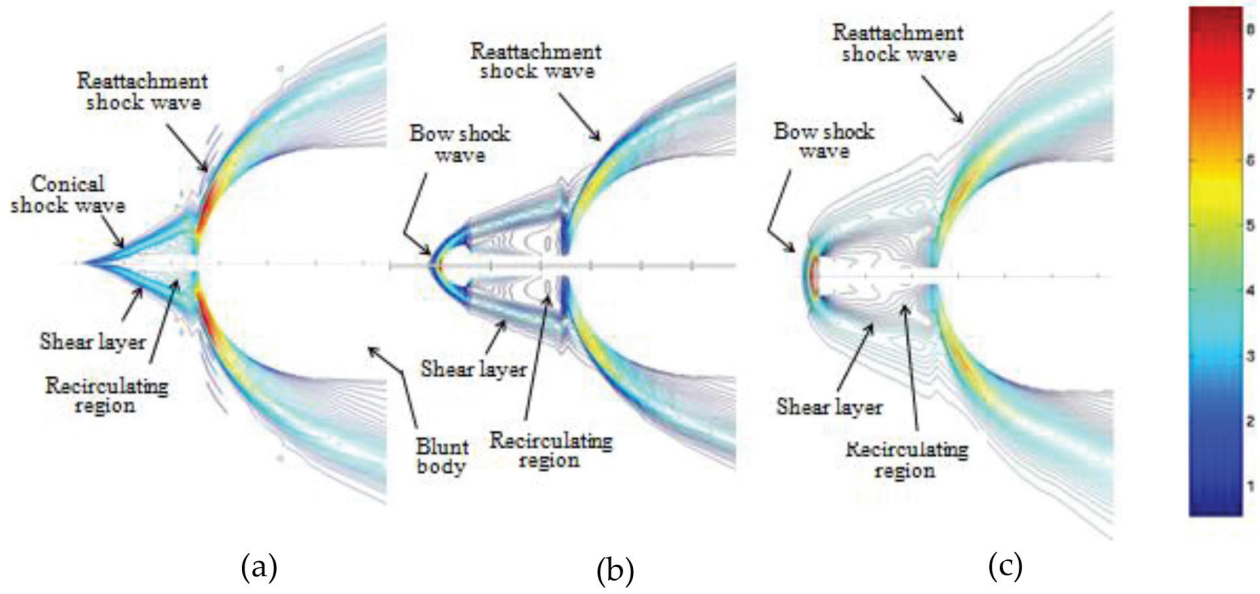 Reattachment
shock wave
Conical
shock wave
Shear layer
Recirculating
region
(a)
Reattachment
shock wave
Bow shock
wave
Shear layer
Recirculating
region
Blunt
body
(b)
Reattachment
shock wave
Bow shock
wave
Shear layer
Recirculating
region
(c)
8
7
6
5
4
3
2
1